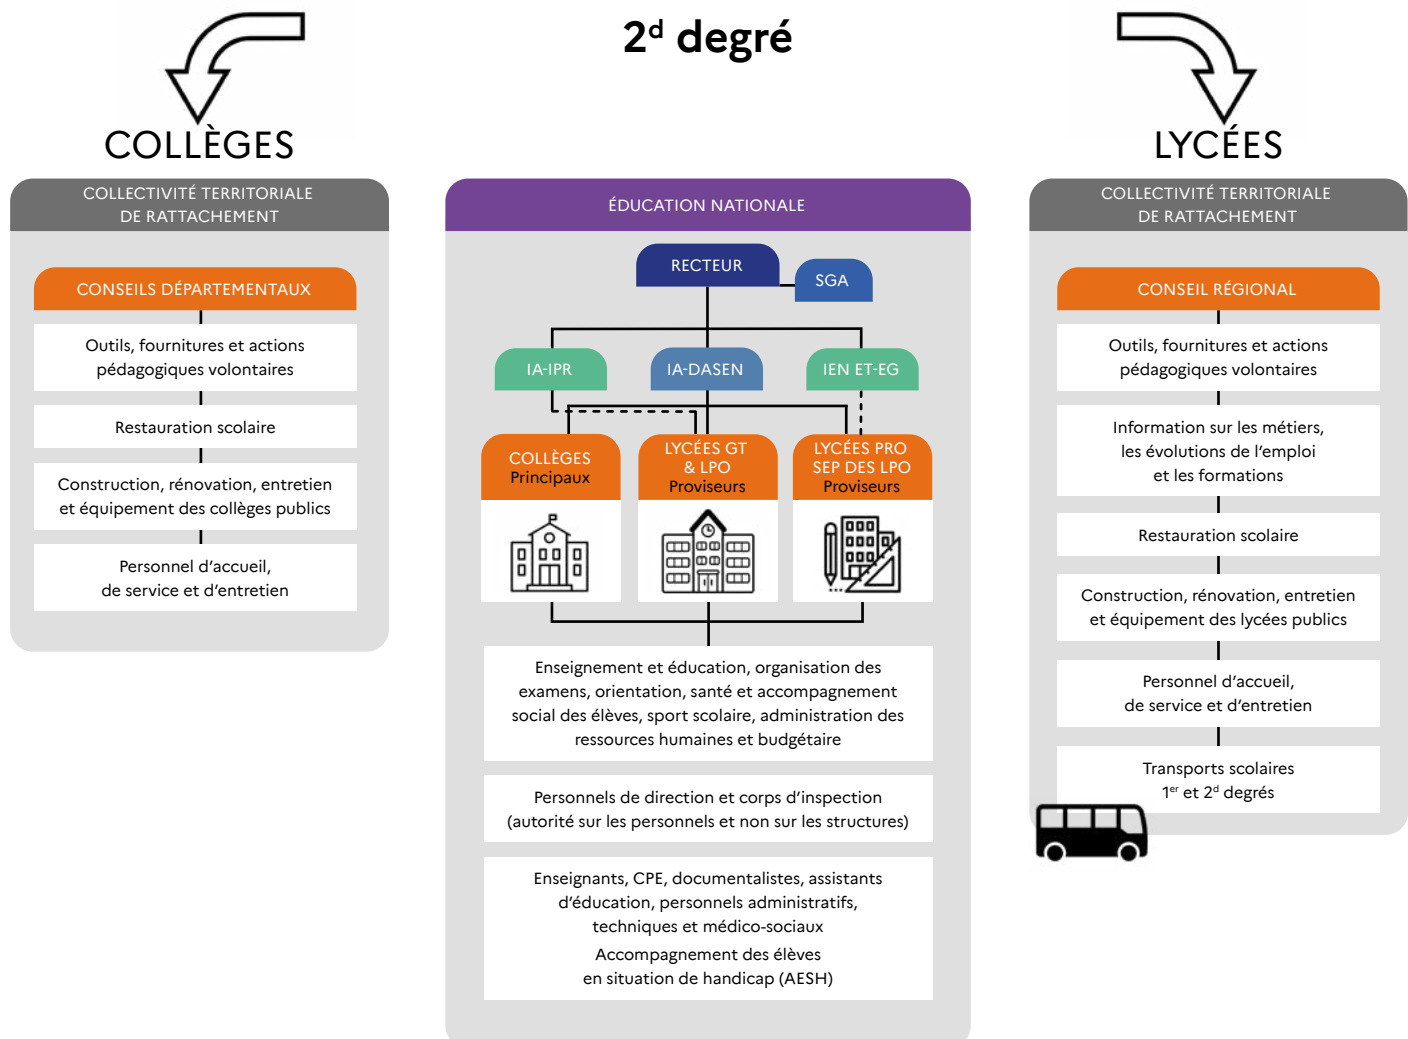 2d degré
COLLÈGES
LYCÉES
COLLECTIVITÉ TERRITORIALE
DE RATTACHEMENT
CONSEILS DÉPARTEMENTAUX
Outils, fournitures et actions
pédagogiques volontaires
Restauration scolaire
Construction, rénovation, entretien
et équipement des collèges publics
Personnel d'accueil,
de service et d'entretien
ÉDUCATION NATIONALE
RECTEUR
SGA
IA-IPR
IA-DASEN
IEN ET-EG
COLLÈGES
Principaux
LYCÉES GT
& LPO
Proviseurs
LYCÉES PRO
SEP DES LPO
Proviseurs
Enseignement et éducation, organisation des
examens, orientation, santé et accompagnement
social des élèves, sport scolaire, administration des
ressources humaines et budgétaire
Personnels de direction et corps d'inspection
(autorité sur les personnels et non sur les structures)
Enseignants, CPE, documentalistes, assistants
d'éducation, personnels administratifs,
techniques et médico-sociaux
Accompagnement des élèves
en situation de handicap (AESH)
COLLECTIVITÉ TERRITORIALE
DE RATTACHEMENT
CONSEIL RÉGIONAL
Outils, fournitures et actions
pédagogiques volontaires
Information sur les métiers,
les évolutions de l'emploi
et les formations
Restauration scolaire
Construction, rénovation, entretien
et équipement des lycées publics
Personnel d'accueil,
de service et d'entretien
Transports scolaires
1er et 2d degrés